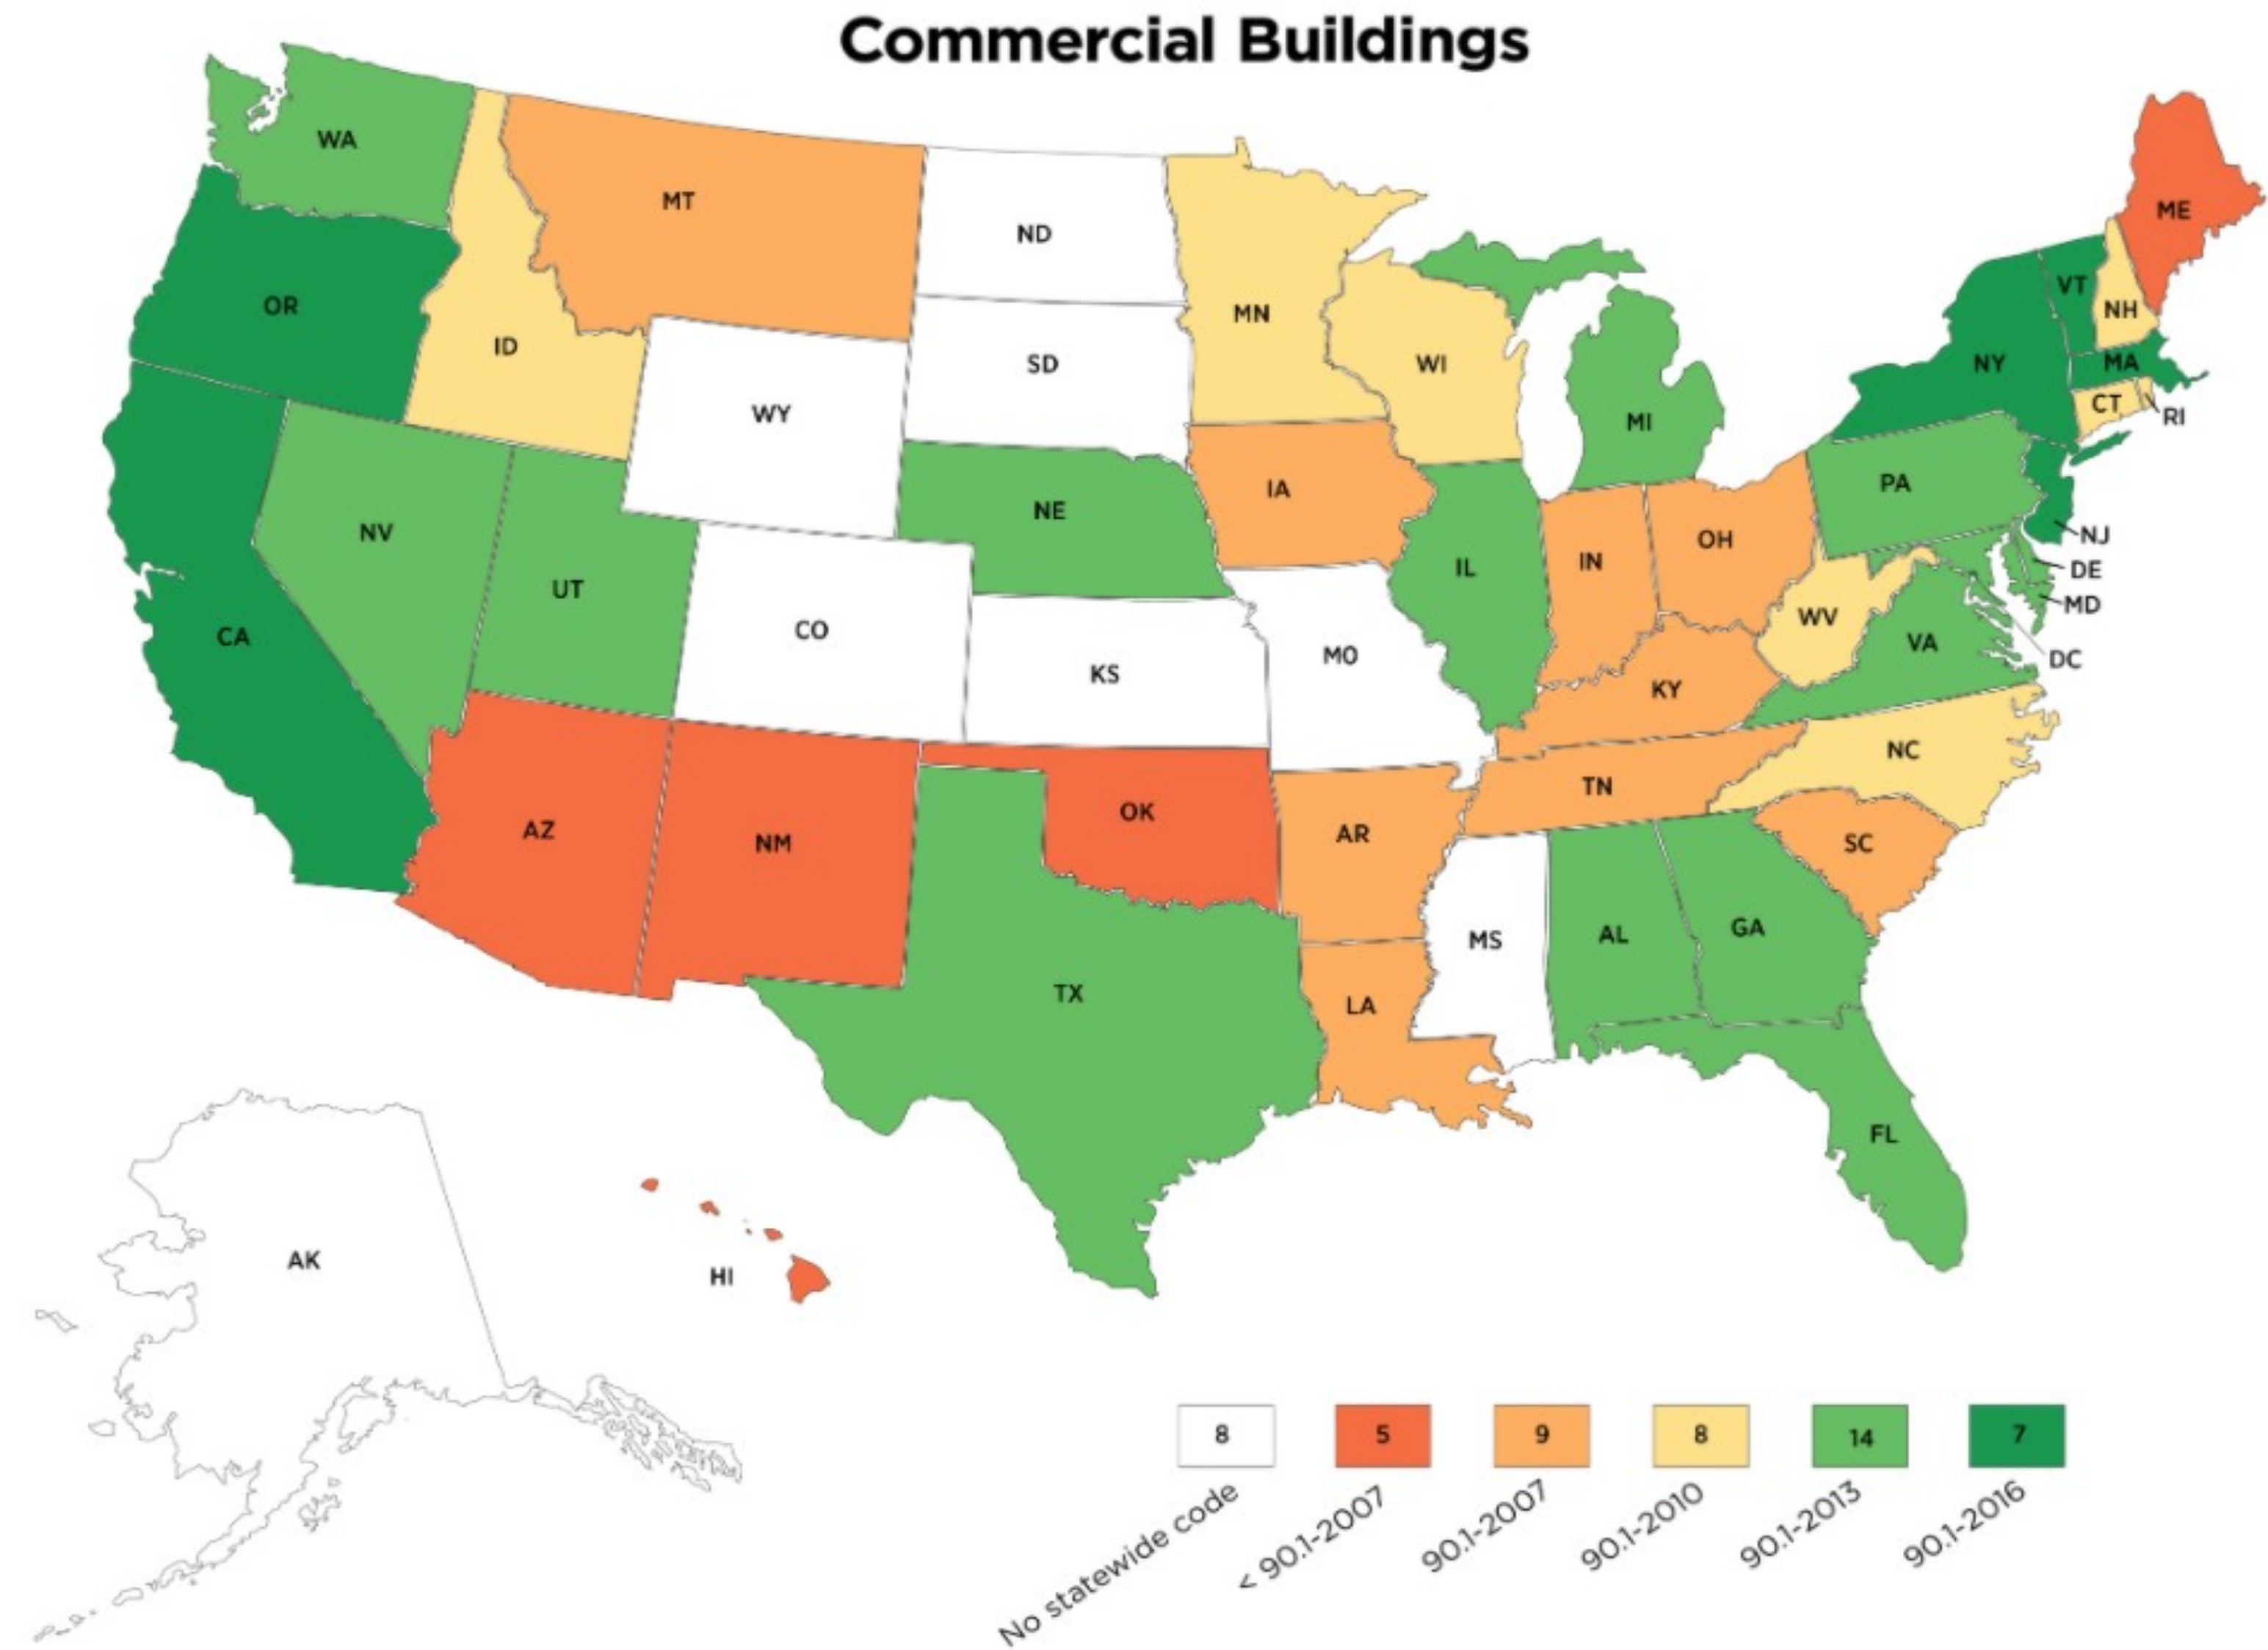 Commercial Buildings
WA
MT
ND
MN
ME
OR
ID
SD
WI
MI
VT
NH
NY
MA
CT
RI
WY
IA
NE
PA
NV
UT
IL
IN
OH
NJ
DE
MD
DC
CA
CO
KS
MO
WV
VA
KY
NC
TN
AZ
NM
OK
AR
SC
MS
AL
GA
TX
LA
FL
AK
HI
8
5
9
8
14
7
No statewide code
< 90.1-2007
90.1-2007
90.1-2010
90.1-2013
90.1-2016